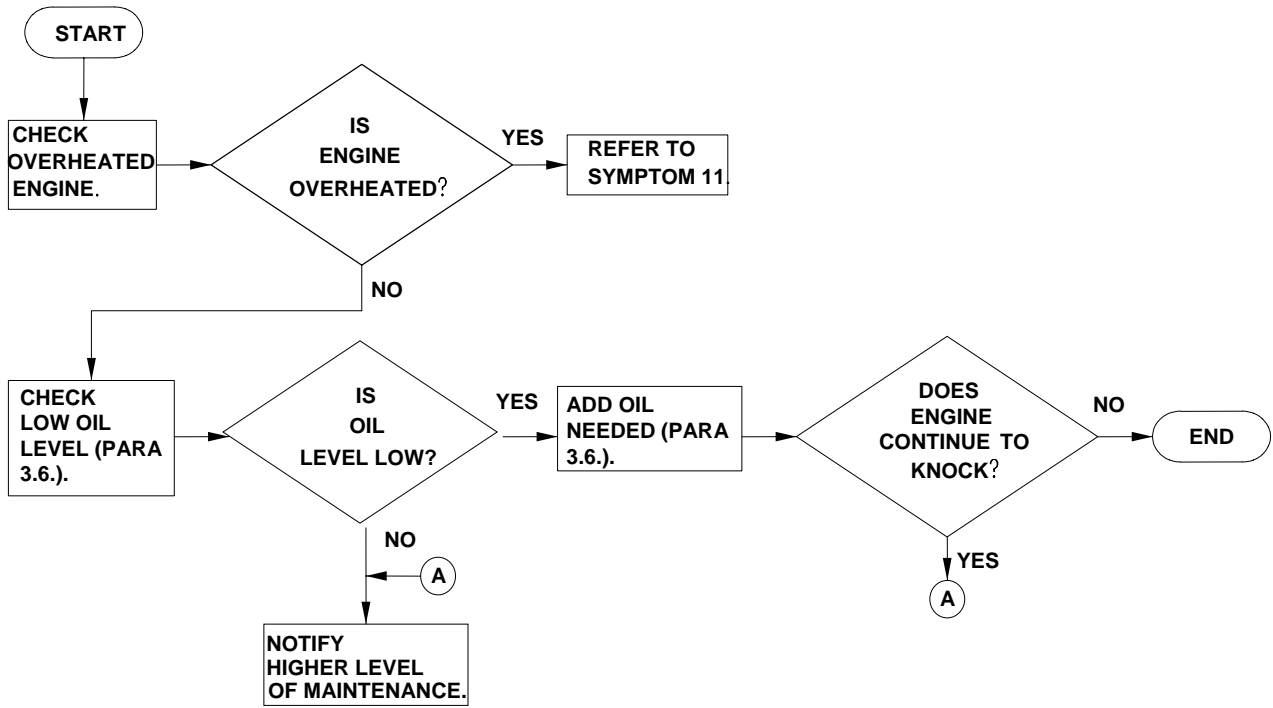 START
CHECK
OVERHEATED
ENGINE.
IS
ENGINE
OVERHEATED?
YES
REFER TO
SYMPTOM 11.
NO
CHECK
LOW OIL
LEVEL (PARA
3.6.).
IS
OIL
LEVEL LOW?
YES
ADD OIL
NEEDED (PARA
3.6.).
DOES
ENGINE
CONTINUE TO
KNOCK?
NO
END
NO
A
NOTIFY
HIGHER LEVEL
OF MAINTENANCE.
YES
A